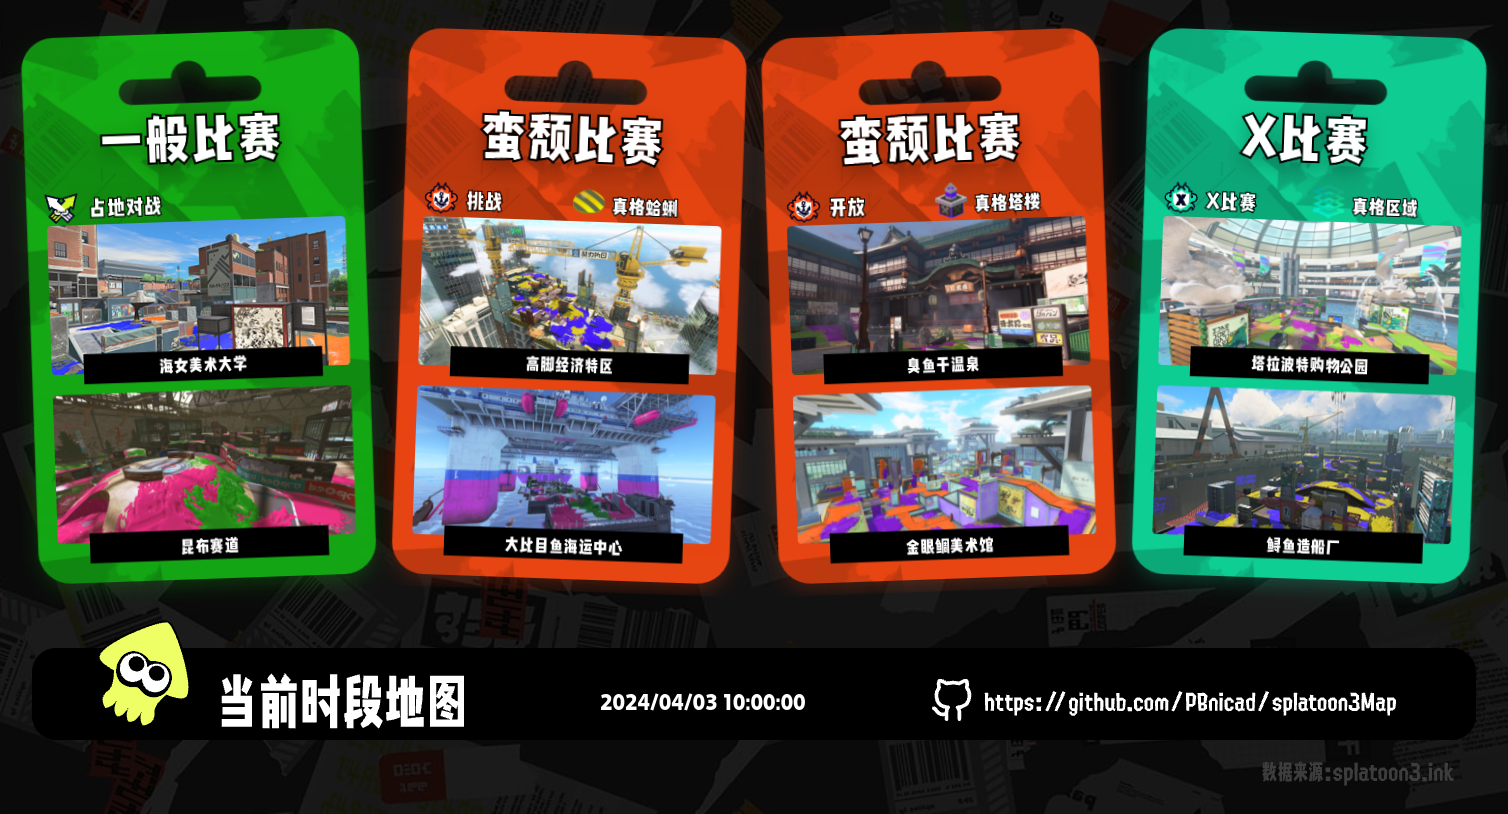 一般比赛
占地对战
海女美术大学
昆布赛道
蛮颓比赛
挑战
真格蛤蜊
高脚经济特区
大比目鱼海运中心
蛮颓比赛
开放
真格塔楼
臭鱼干温泉
金眼鲷美术馆
X比赛
X比赛
真格区域
塔拉波特购物公园
鲟鱼造船厂
当前时段地图
2024/04/03 10:00:00
https://github.com/PBnicad/splatoon3Map
数据来源:splatoon3.ink